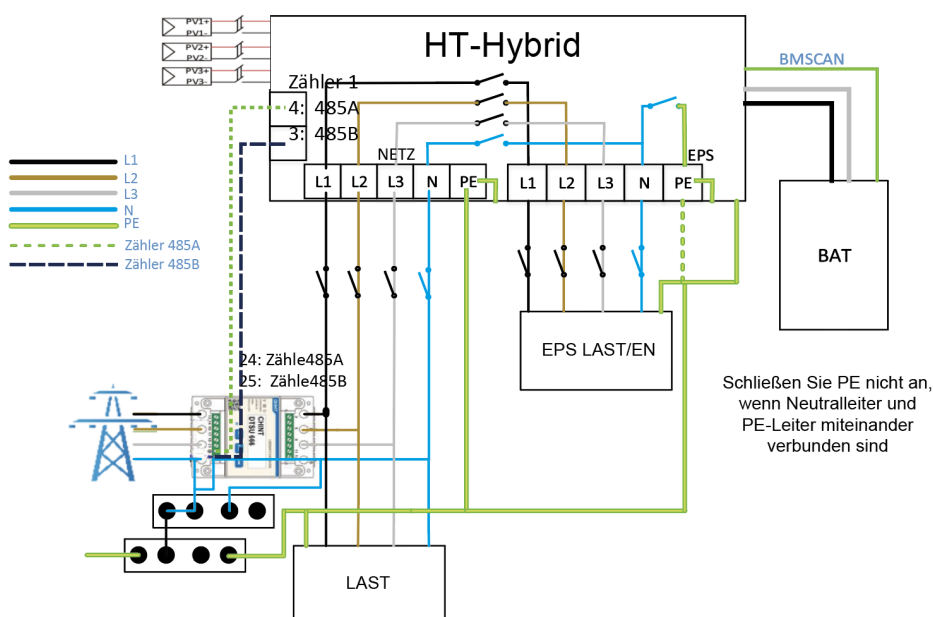 PV1+
PV1-
PV2+
PV2-
PV3+
PV3-
HT-Hybrid
BMSCAN
Zähler 1
4: 485A
3: 485B
NETZ
EPS
L1 L2 L3 N PE
L1 L2 L3 N PE
L1
L2
L3
N
PE
Zähler 485A
Zähler 485B
BAT
EPS LAST/EN
24: Zähle485A
25: Zähle485B
CHINT
DTSU 666
Schließen Sie PE nicht an,
wenn Neutralleiter und
PE-Leiter miteinander
verbunden sind
LAST